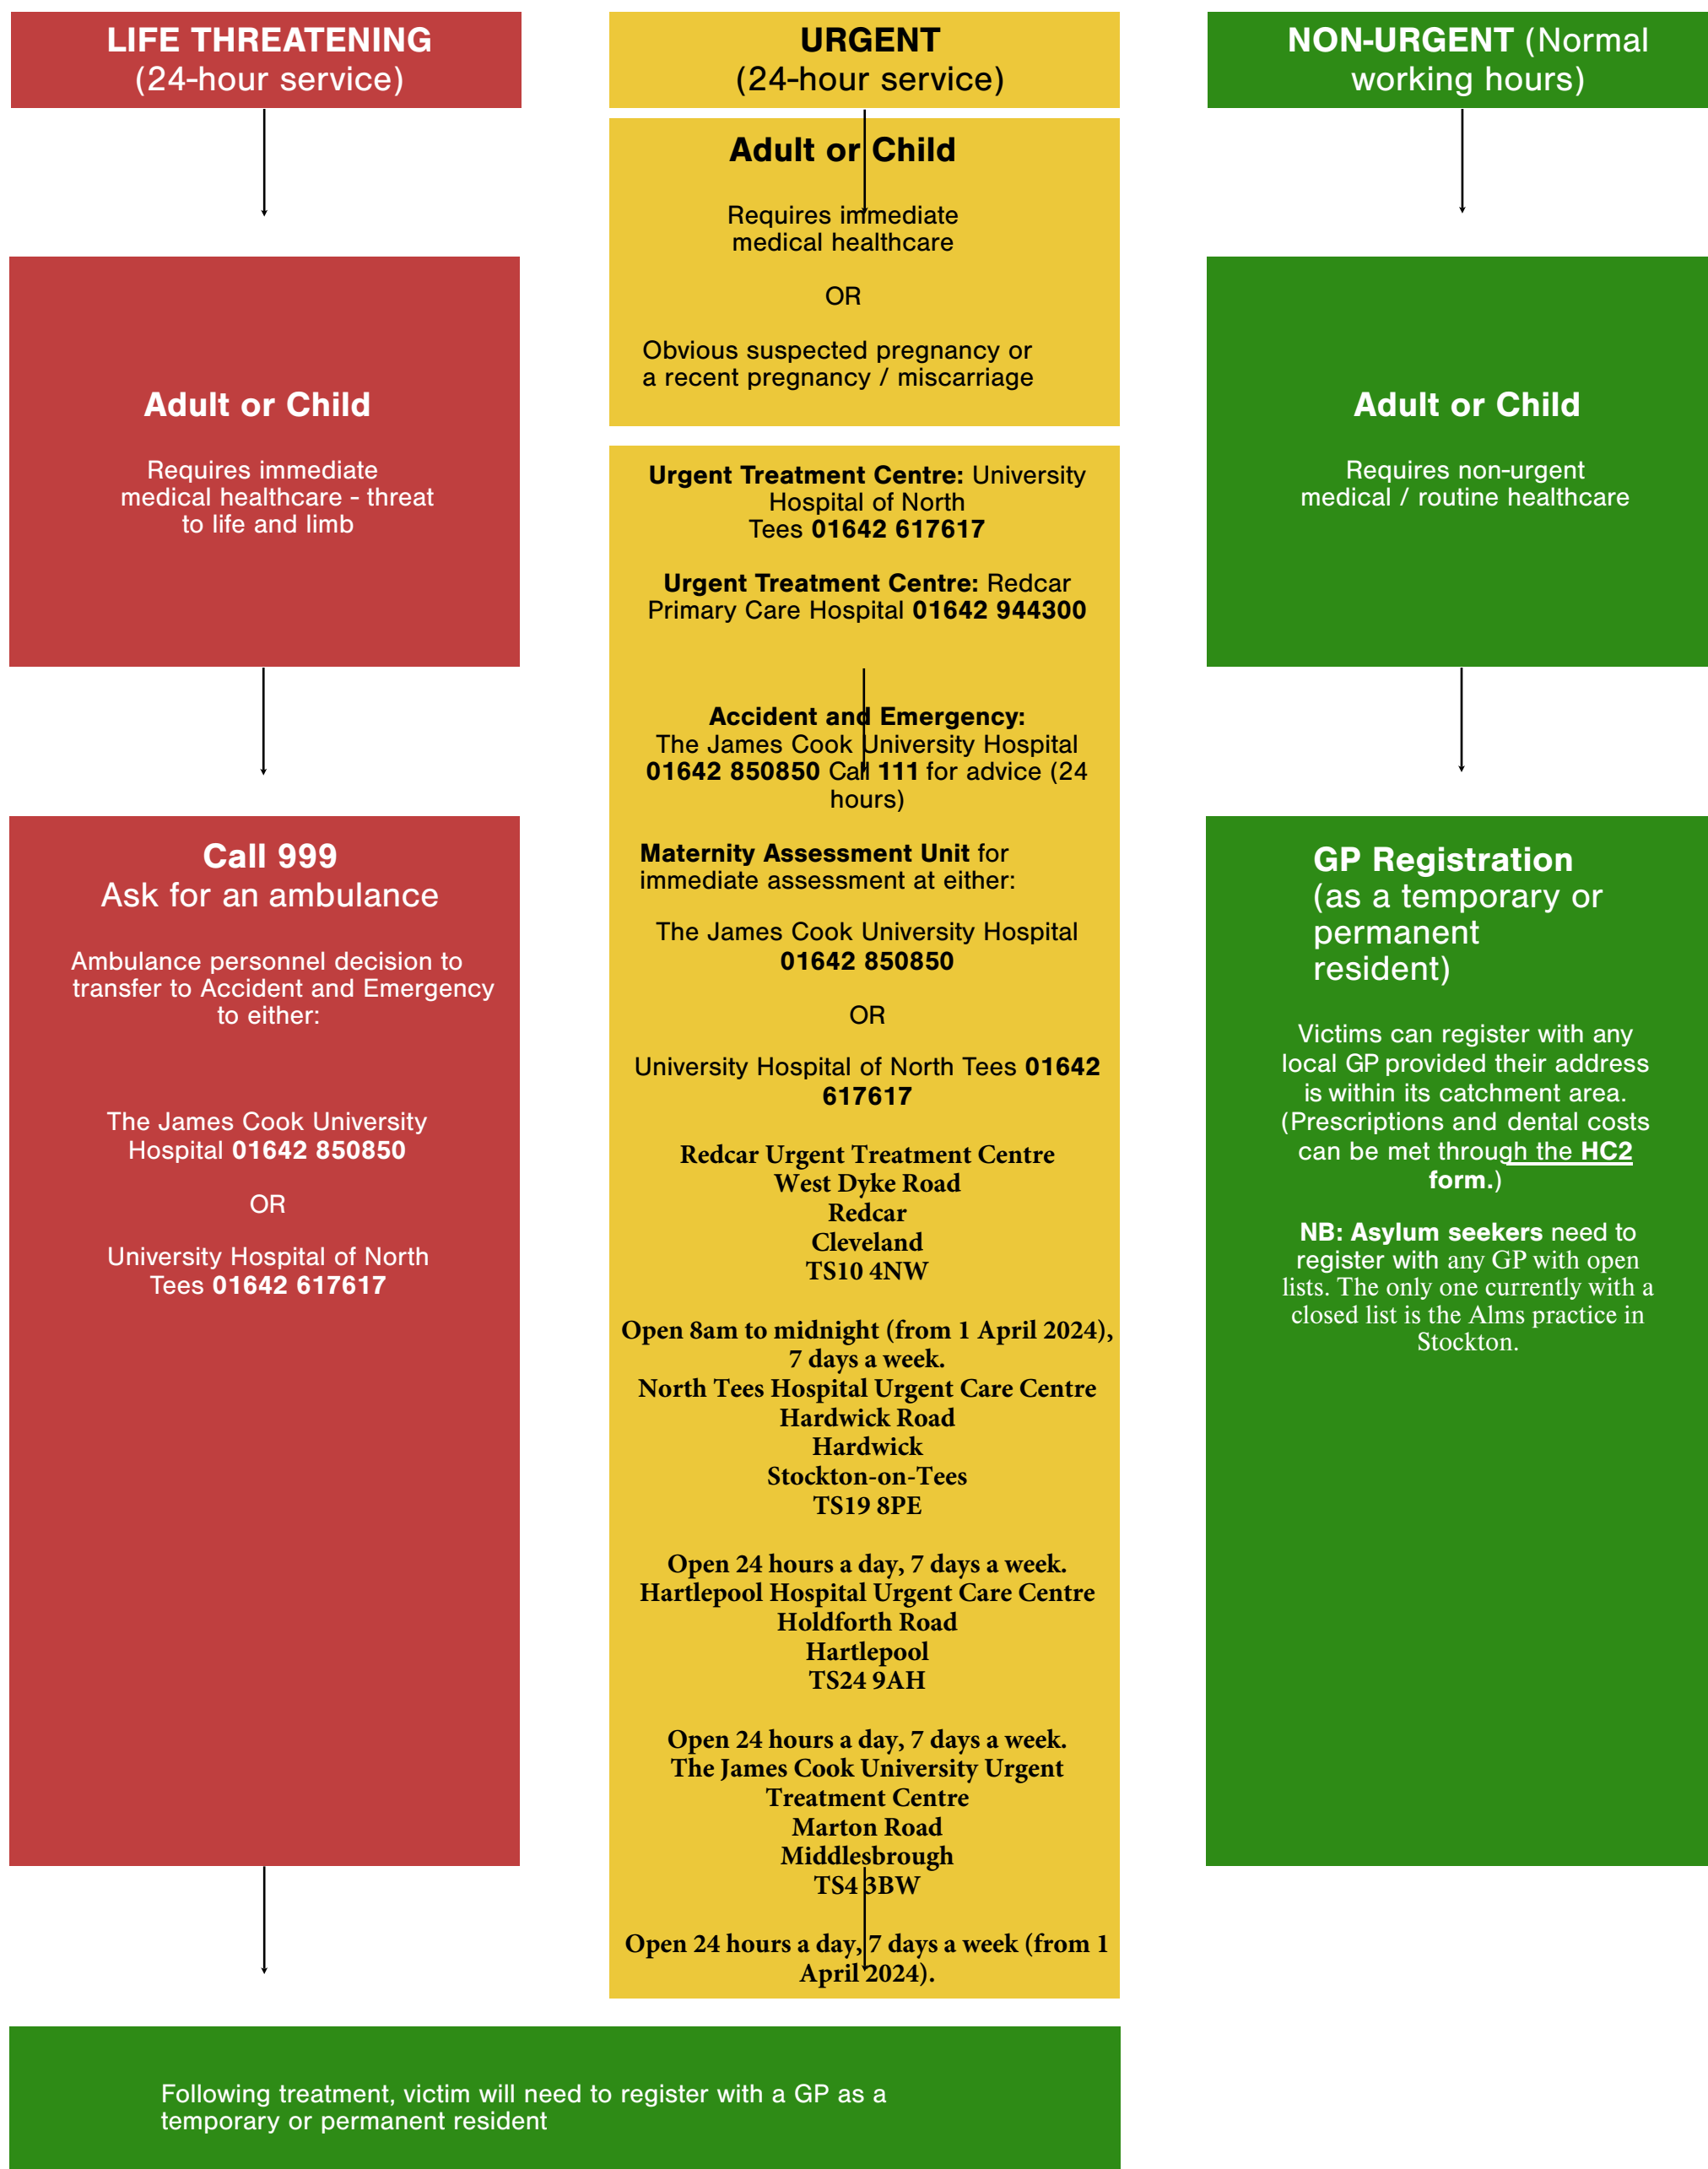 LIFE THREATENING
(24-hour service)
Adult or Child
Requires immediate
medical healthcare - threat
to life and limb
Call 999
Ask for an ambulance
Ambulance personnel decision to
transfer to Accident and Emergency
to either:
The James Cook University
Hospital 01642 850850
OR
University Hospital of North
Tees 01642 617617
URGENT
(24-hour service)
Adult or Child
Requires immediate
medical healthcare
OR
Obvious suspected pregnancy or
a recent pregnancy / miscarriage
Urgent Treatment Centre: University
Hospital of North
Tees 01642 617617
Urgent Treatment Centre: Redcar
Primary Care Hospital 01642 944300
Accident and Emergency:
The James Cook University Hospital
01642 850850 Call 111 for advice (24
hours)
Maternity Assessment Unit for
immediate assessment at either:
The James Cook University Hospital
01642 850850
OR
University Hospital of North Tees 01642
617617
Redcar Urgent Treatment Centre
West Dyke Road
Redcar
Cleveland
TS10 4NW
Open 8am to midnight (from 1 April 2024),
7 days a week.
North Tees Hospital Urgent Care Centre
Hardwick Road
Hardwick
Stockton-on-Tees
TS19 8PE
Open 24 hours a day, 7 days a week.
Hartlepool Hospital Urgent Care Centre
Holdforth Road
Hartlepool
TS24 9AH
Open 24 hours a day, 7 days a week.
The James Cook University Urgent
Treatment Centre
Marton Road
Middlesbrough
TS4 3BW
Open 24 hours a day, 7 days a week (from 1
April 2024).
NON-URGENT (Normal
working hours)
Adult or Child
Requires non-urgent
medical / routine healthcare
GP Registration
(as a temporary or
permanent
resident)
Victims can register with any
local GP provided their address
is within its catchment area.
(Prescriptions and dental costs
can be met through the HC2
form.)
NB: Asylum seekers need to
register with any GP with open
lists. The only one currently with a
closed list is the Alms practice in
Stockton.
Following treatment, victim will need to register with a GP as a
temporary or permanent resident